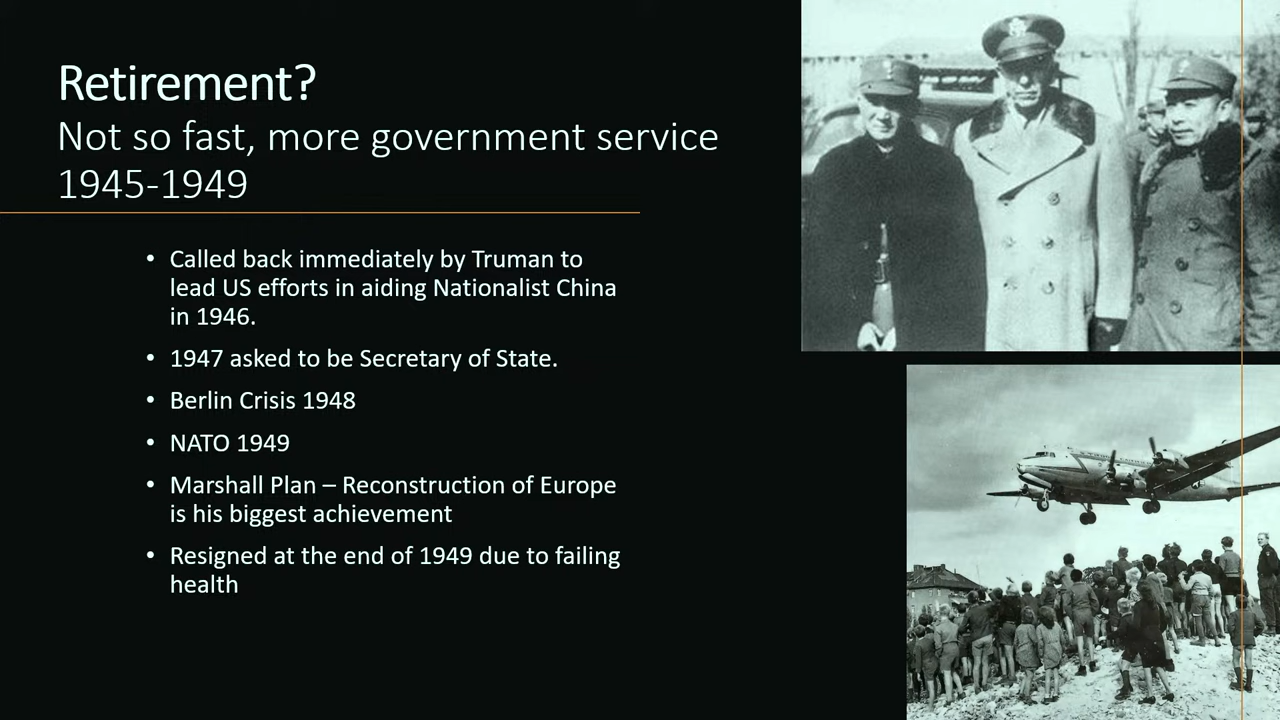 Retirement?
Not so fast, more government service
1945-1949
• Called back immediately by Truman to
lead US efforts in aiding Nationalist China
in 1946.
• 1947 asked to be Secretary of State.
• Berlin Crisis 1948
• NATO 1949
• Marshall Plan – Reconstruction of Europe
is his biggest achievement
• Resigned at the end of 1949 due to failing
health